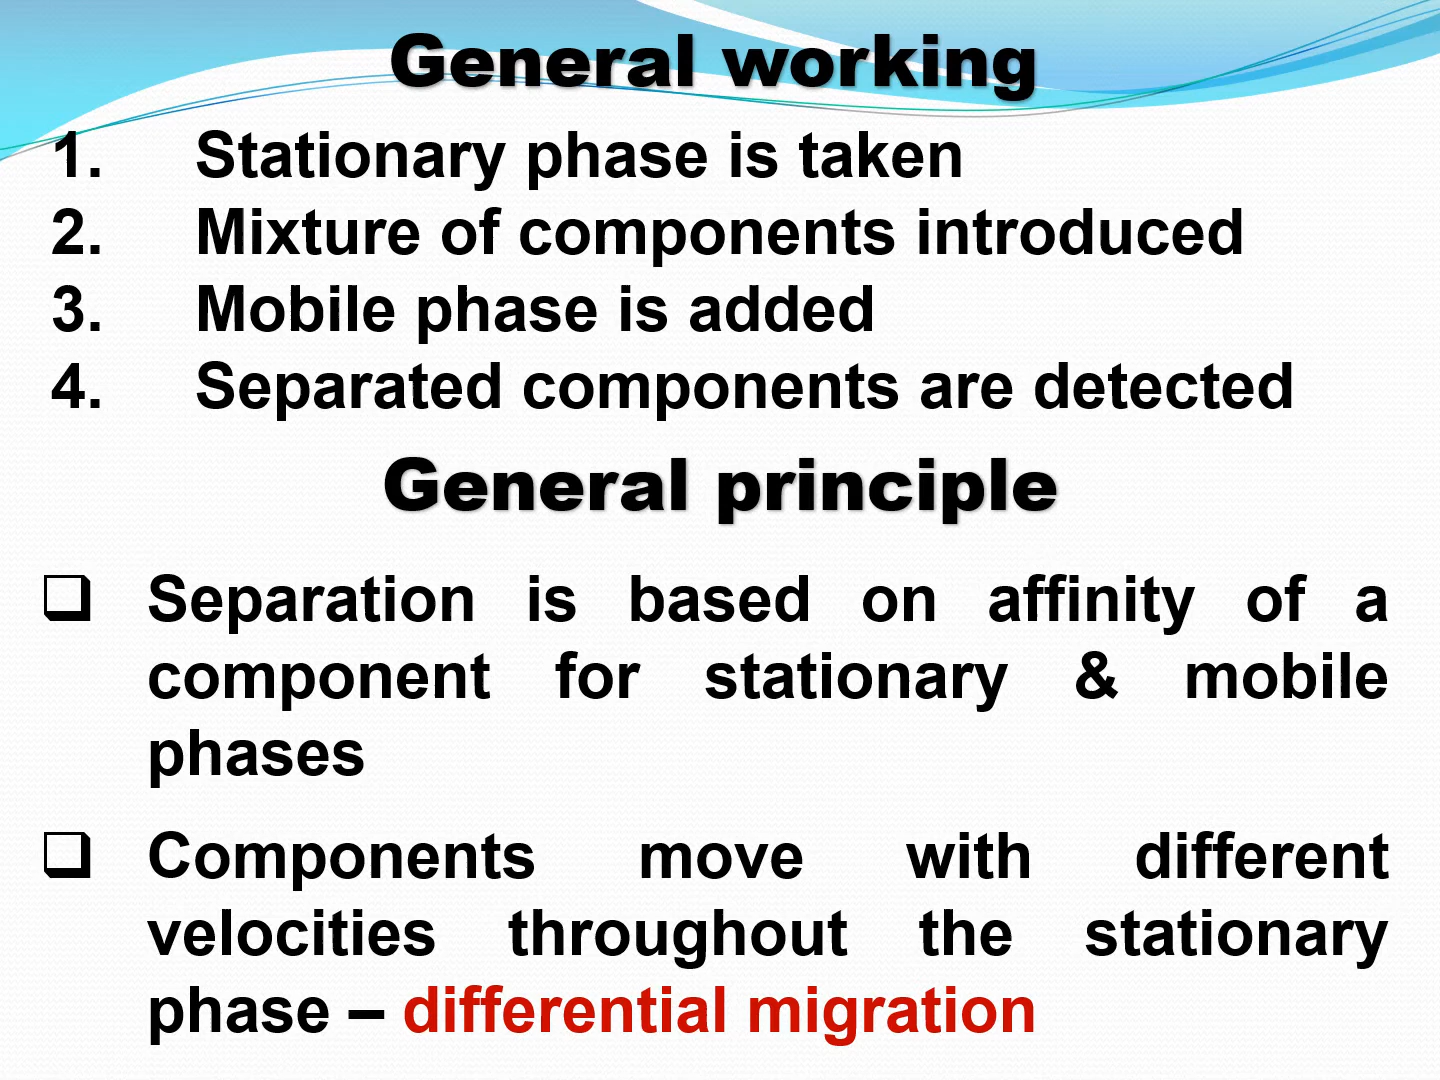 General working
1. Stationary phase is taken
2. Mixture of components introduced
3. Mobile phase is added
4. Separated components are detected
General principle
❑ Separation is based on affinity of a
component for stationary & mobile
phases
❑ Components move with different
velocities throughout the stationary
phase – differential migration